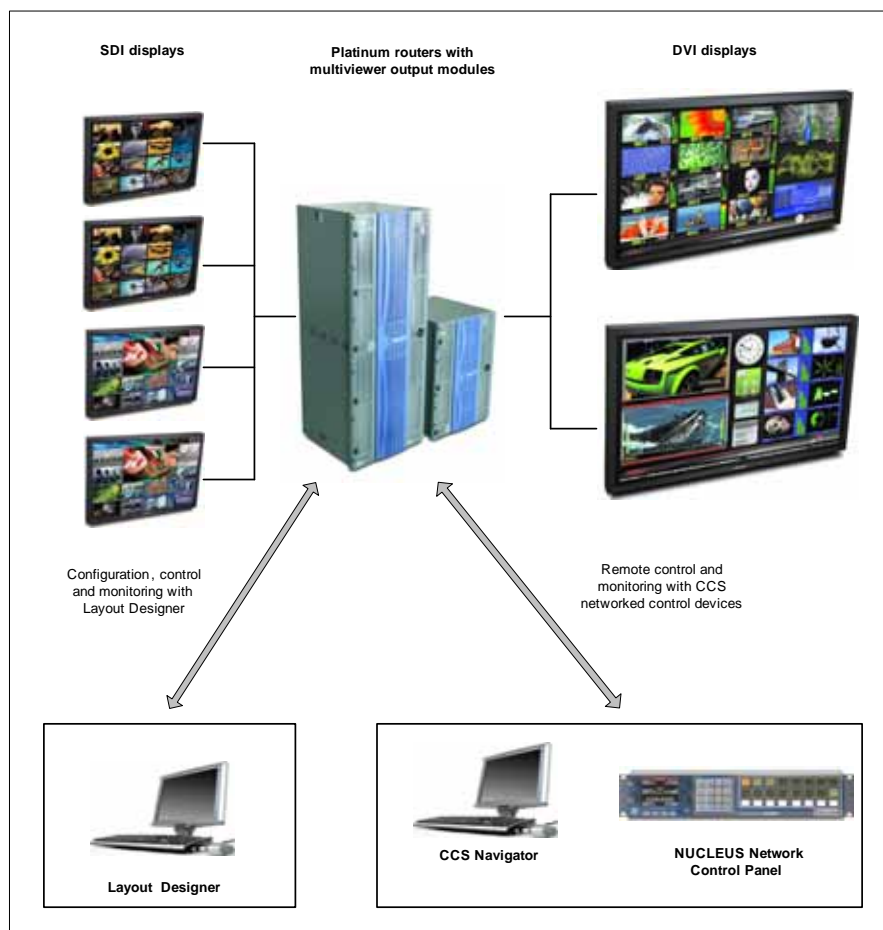 SDI displays
Platinum routers with
multiviewer output modules
DVI displays
Configuration, control
and monitoring with
Layout Designer
Remote control and
monitoring with CCS
networked control devices
Layout Designer
CCS Navigator
NUCLEUS Network
Control Panel